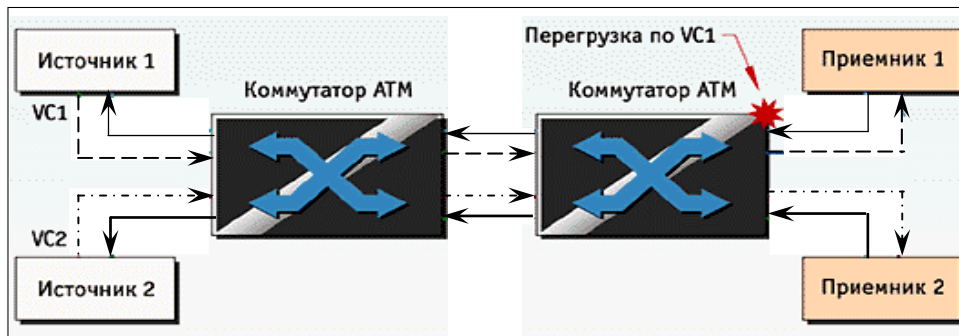 Источник 1
Перегрузка по VC1
Приемник 1
Коммутатор АТМ
Коммутатор АТМ
VC1
VC2
Источник 2
Приемник 2